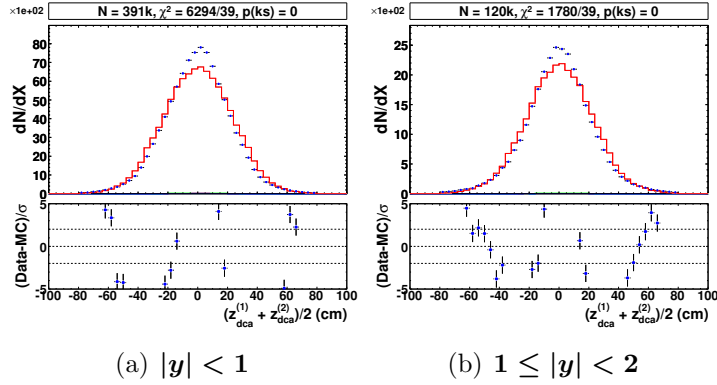 ×1e+02 N = 391k, χ² = 6294/39, p(ks) = 0
dN/dX
80
70
60
50
40
30
20
10
0
(Data-MC)/σ
5
0
-5
-100 -80 -60 -40 -20 0 20 40 60 80 100
(z_dca^(1) + z_dca^(2))/2 (cm)
(a) |y| < 1
×1e+02 N = 120k, χ² = 1780/39, p(ks) = 0
dN/dX
25
20
15
10
5
0
(Data-MC)/σ
5
0
-5
-100 -80 -60 -40 -20 0 20 40 60 80 100
(z_dca^(1) + z_dca^(2))/2 (cm)
(b) 1 ≤ |y| < 2